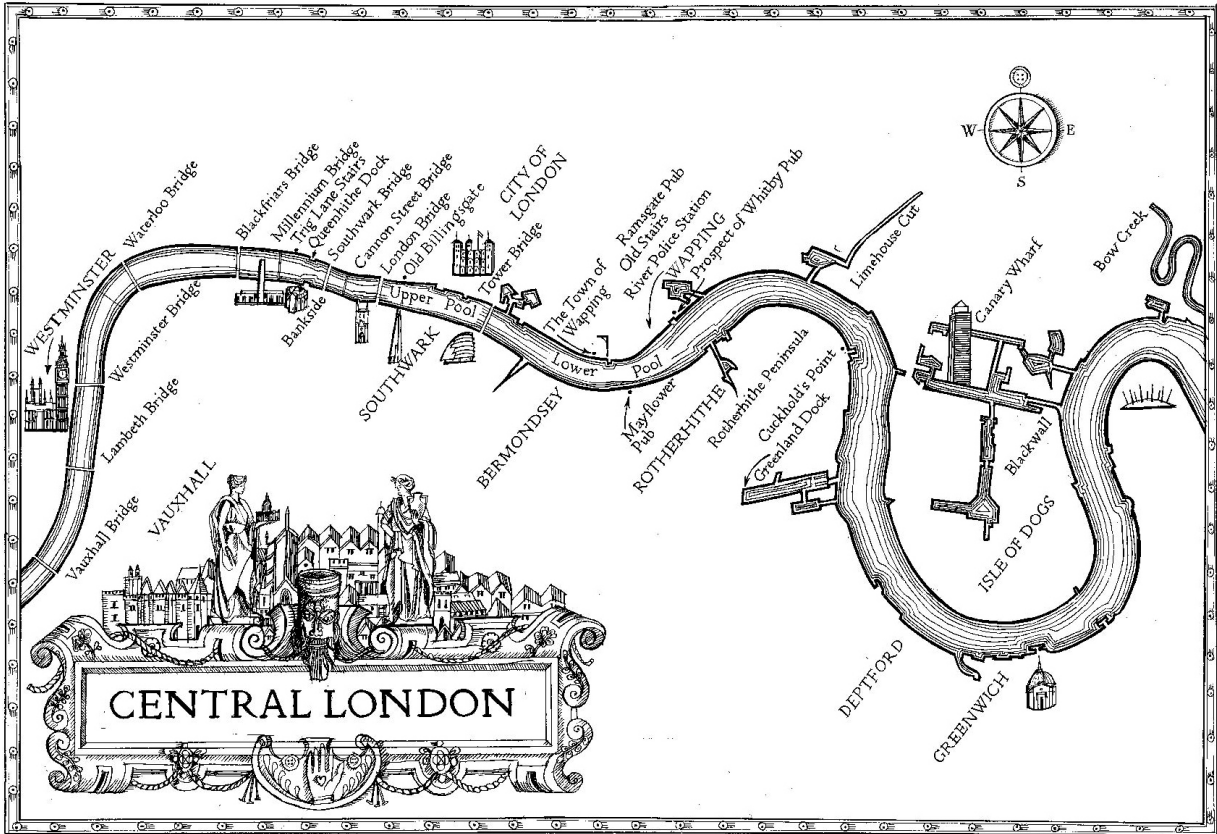 WESTMINSTER
Waterloo Bridge
Blackfriars Bridge
Millennium Bridge
Trig Lane Stairs
Queenhithe Dock
Southwark Bridge
Cannon Street Bridge
London Bridge
Old Billingsgate
CITY OF
LONDON
Tower Bridge
The Town of
Wapping
Ramsgate Pub
Old Stairs
River Police Station
WAPPING
Prospect of Whitby Pub
Limehouse Cut
Canary Wharf
Bow Creek
W
E
S
Westminster Bridge
Lambeth Bridge
Vauxhall Bridge
VAUXHALL
Bankside
Upper Pool
SOUTHWARK
Lower Pool
BERMONDSEY
Mayflower
Pub
ROTHERHITHE
Rotherhithe Peninsula
Cuckhold's Point
Greenland Dock
Blackwall
ISLE OF DOGS
DEPTFORD
GREENWICH
CENTRAL LONDON